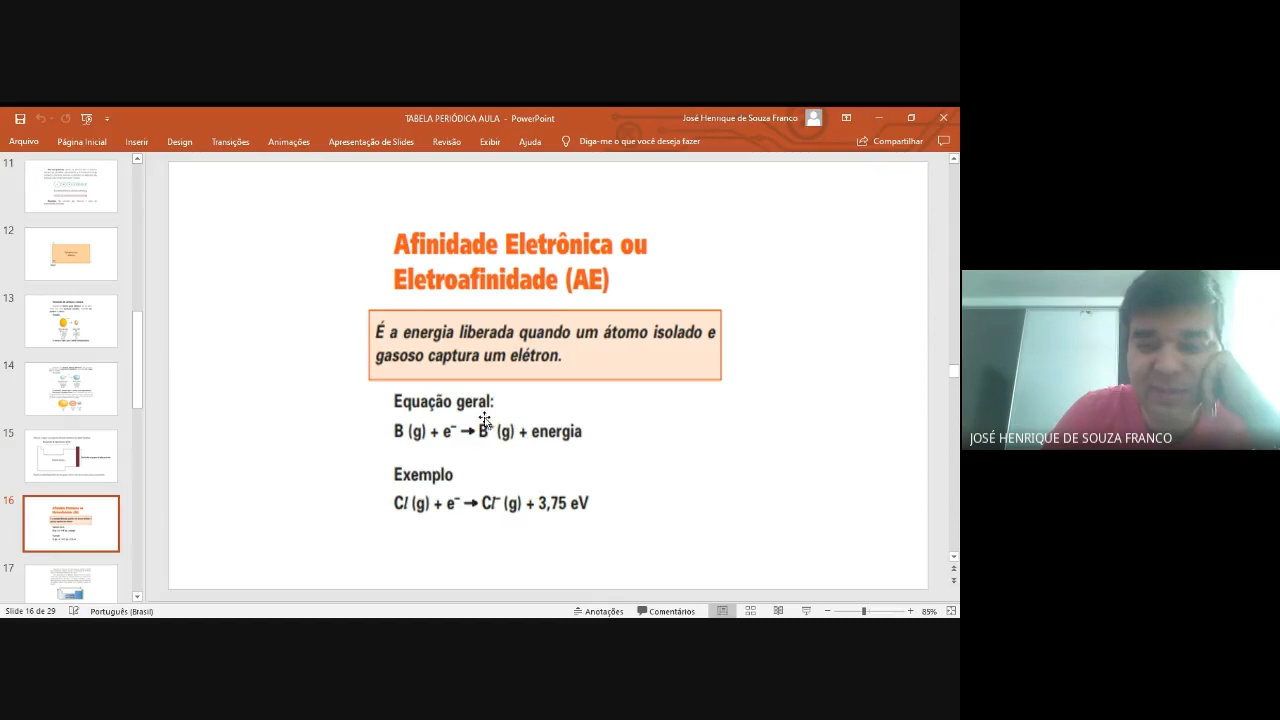 TABELA PERIÓDICA AULA - PowerPoint
José Henrique de Souza Franco
Arquivo Página Inicial Inserir Design Transições Animações Apresentação de Slides Revisão Exibir Ajuda Diga-me o que você deseja fazer Compartilhar
11
12
13
14
15
16
17
Afinidade Eletrônica ou
Eletroafinidade (AE)
É a energia liberada quando um átomo isolado e
gasoso captura um elétron.
Equação geral:
B (g) + e⁻ → B⁻ (g) + energia
Exemplo
Cl (g) + e⁻ → Cl⁻ (g) + 3,75 eV
JOSÉ HENRIQUE DE SOUZA FRANCO
Slide 16 de 29 Português (Brasil) Anotações Comentários 85%